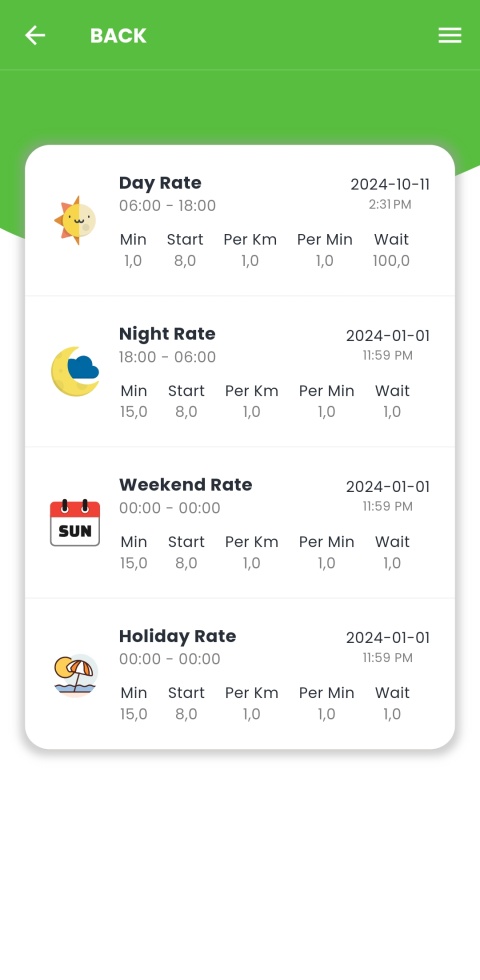 BACK
Day Rate 2024-10-11
06:00 - 18:00 2:31 PM
Min Start Per Km Per Min Wait
1,0 8,0 1,0 1,0 100,0
Night Rate 2024-01-01
18:00 - 06:00 11:59 PM
Min Start Per Km Per Min Wait
15,0 8,0 1,0 1,0 1,0
Weekend Rate 2024-01-01
00:00 - 00:00 11:59 PM
SUN
Min Start Per Km Per Min Wait
15,0 8,0 1,0 1,0 1,0
Holiday Rate 2024-01-01
00:00 - 00:00 11:59 PM
Min Start Per Km Per Min Wait
15,0 8,0 1,0 1,0 1,0